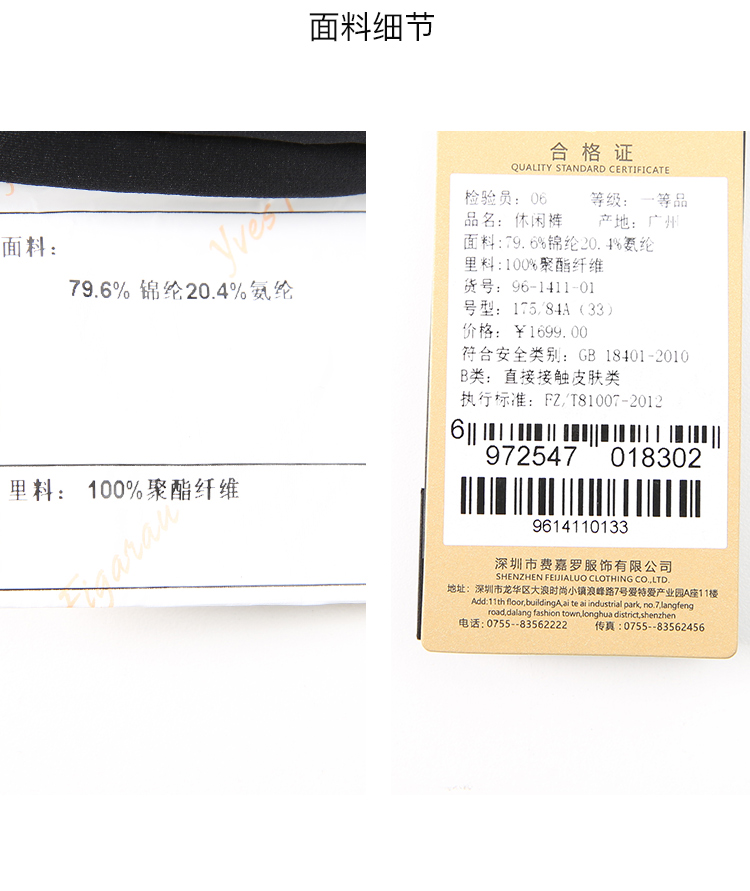 面料细节
Yves
面料：
79.6% 锦纶20.4%氨纶
里料： 100%聚酯纤维
Figarau
合格证
QUALITY STANDARD CERTIFICATE
检验员：06 等级：一等品
品名：休闲裤 产地：广州
面料:79.6%锦纶20.4%氨纶
里料:100%聚酯纤维
货号：96-1411-01
号型：175/84A（33）
价格：￥1699.00
符合安全类别：GB 18401-2010
B类：直接接触皮肤类
执行标准：FZ/T81007-2012
6 972547 018302
9614110133
深圳市费嘉罗服饰有限公司
SHENZHEN FEIJIALUO CLOTHING CO.,LTD.
地址：深圳市龙华区大浪时尚小镇浪峰路7号爱特爱产业园A座11楼
Add:11th floor,buildingA,ai te ai industrial park, no.7,langfeng
road,dalang fashion town,longhua district,shenzhen
电话：0755--83562222 传真：0755--83562456